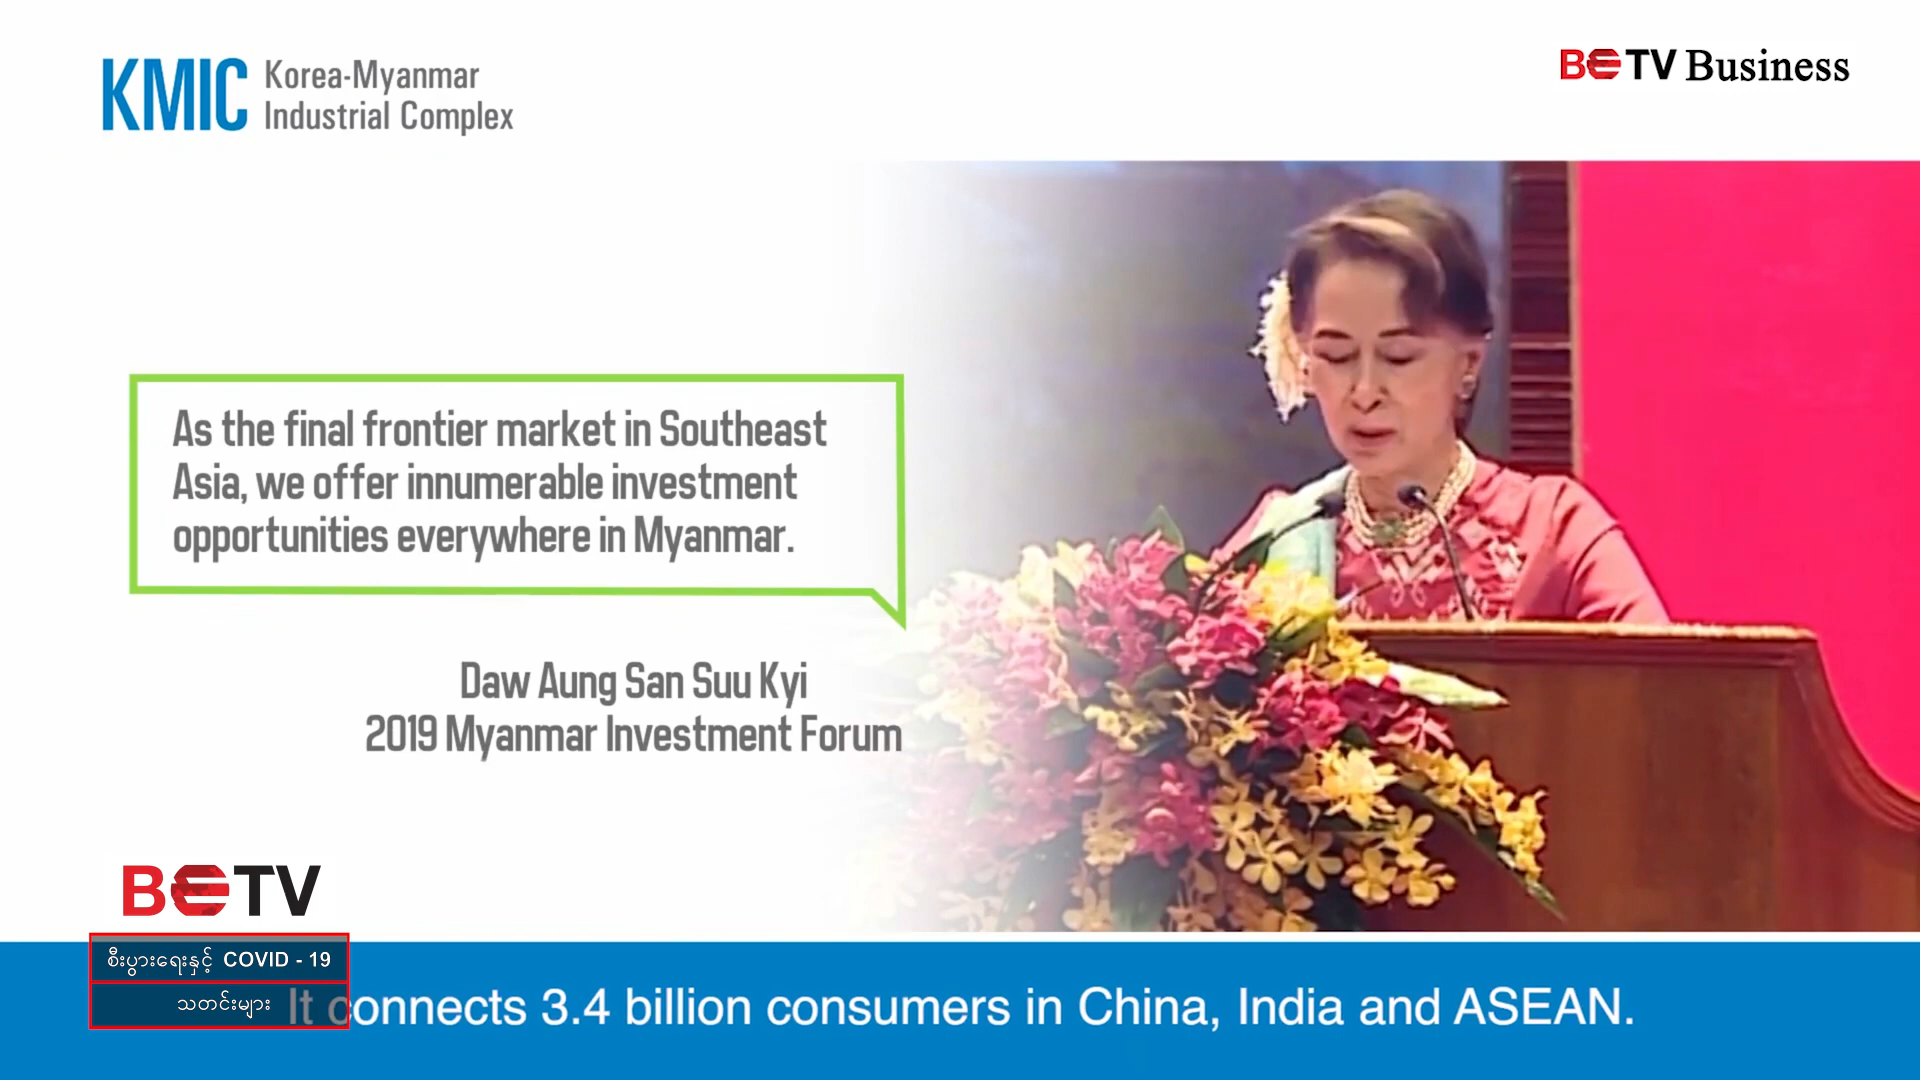 KMIC Korea-Myanmar
Industrial Complex
BETV Business
As the final frontier market in Southeast
Asia, we offer innumerable investment
opportunities everywhere in Myanmar.
Daw Aung San Suu Kyi
2019 Myanmar Investment Forum
BETV
စီးပွားရေးနှင့် COVID - 19
သတင်းများ
It connects 3.4 billion consumers in China, India and ASEAN.